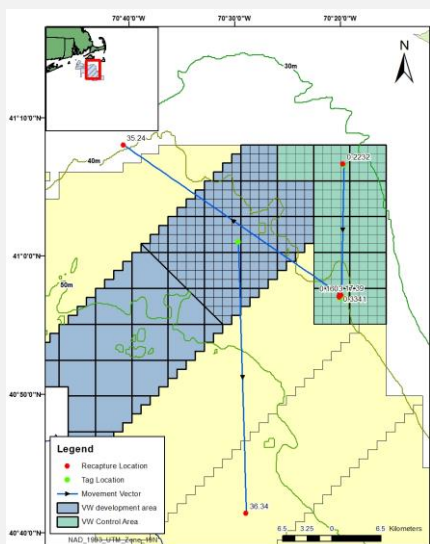 70°40'0"W 70°30'0"W 70°20'0"W
N
30m
41°10'0"N
35.24
40m
0.2232
41°0'0"N
50m
0.3341
40°50'0"N
Legend
Recapture Location
Tag Location
Movement Vector
VW development area
VW Control Area
36.34
40°40'0"N
6.5 3.25 0 6.5 Kilometers